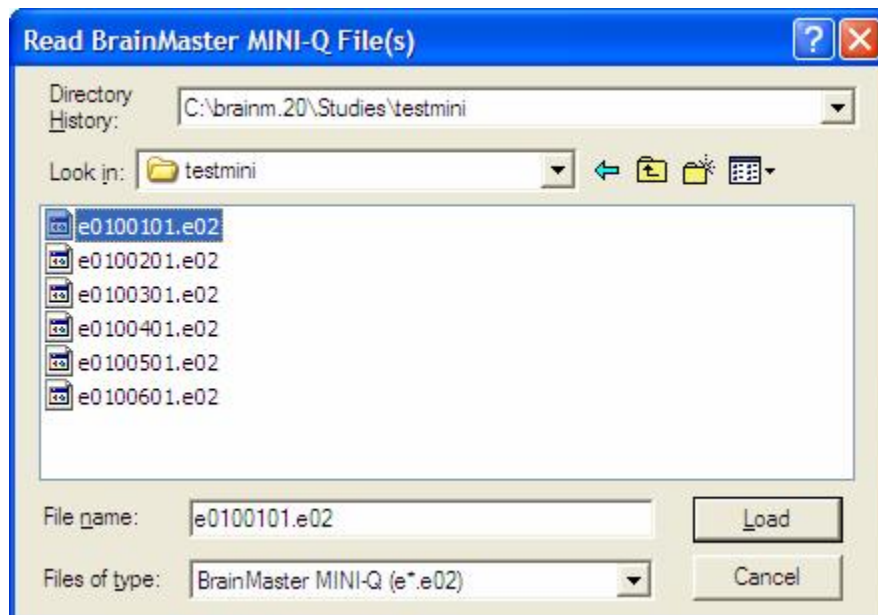 Read BrainMaster MINI-Q File(s)
Directory
History:
C:\brainm.20\Studies\testmini
Look in:
testmini
e0100101.e02
e0100201.e02
e0100301.e02
e0100401.e02
e0100501.e02
e0100601.e02
File name:
e0100101.e02
Load
Files of type:
BrainMaster MINI-Q (e*.e02)
Cancel